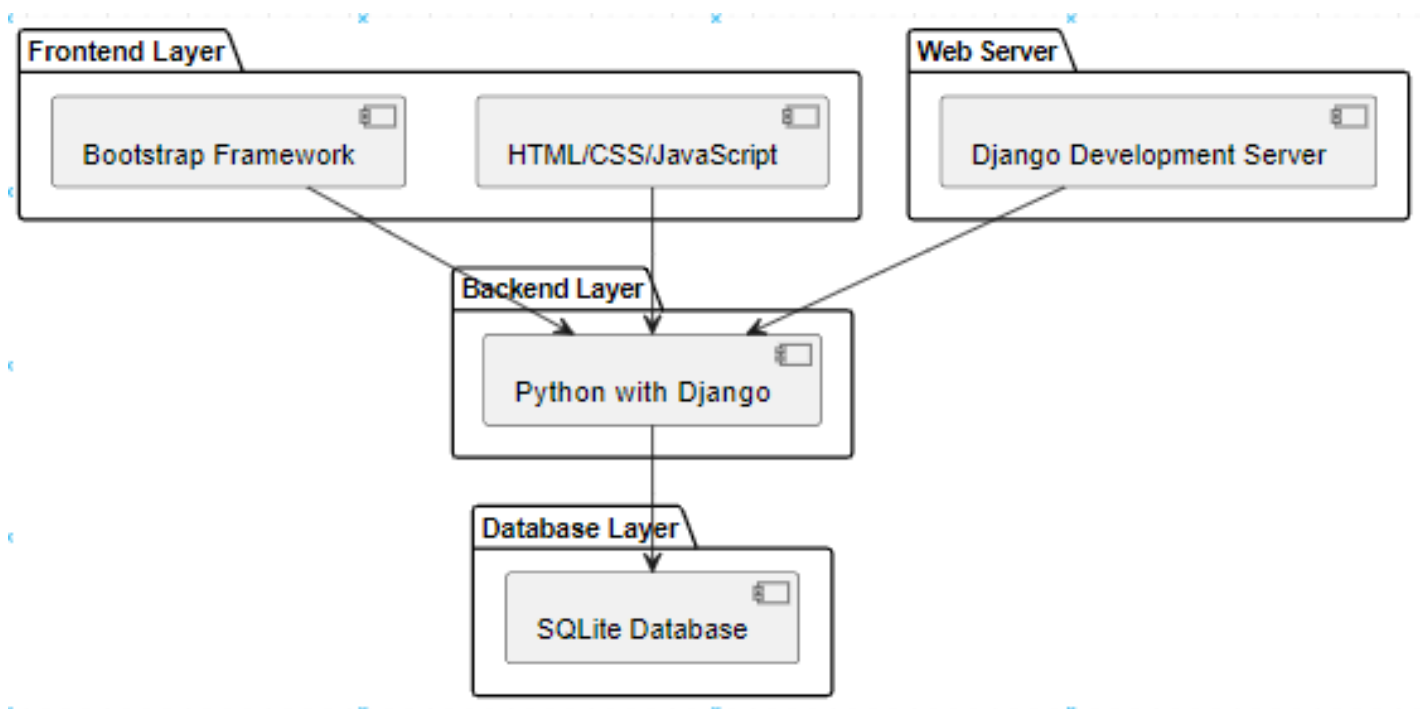 Frontend Layer
Web Server
Bootstrap Framework
HTML/CSS/JavaScript
Django Development Server
Backend Layer
Python with Django
Database Layer
SQLite Database